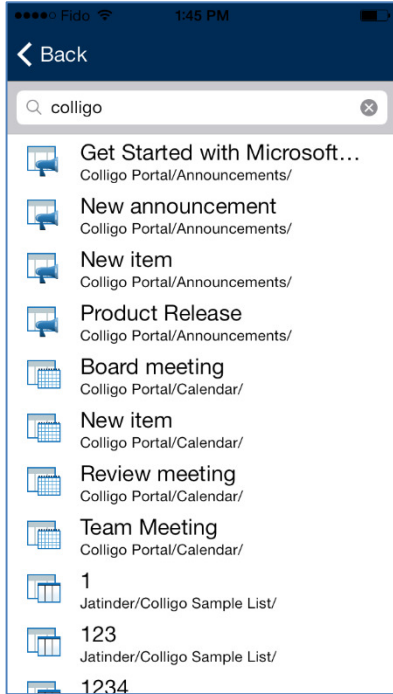 Fido 1:45 PM
Back
colligo
Get Started with Microsoft...
Colligo Portal/Announcements/
New announcement
Colligo Portal/Announcements/
New item
Colligo Portal/Announcements/
Product Release
Colligo Portal/Announcements/
Board meeting
Colligo Portal/Calendar/
New item
Colligo Portal/Calendar/
Review meeting
Colligo Portal/Calendar/
Team Meeting
Colligo Portal/Calendar/
1
Jatinder/Colligo Sample List/
123
Jatinder/Colligo Sample List/
1234